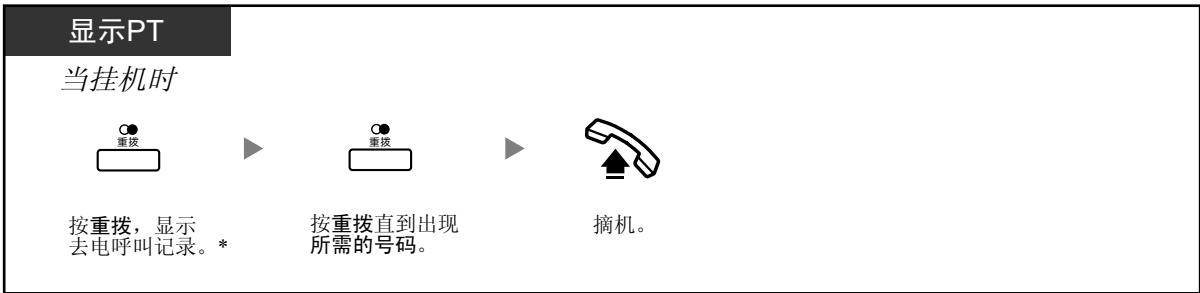 显示PT
当挂机时
重拨
重拨
按重拨，显示
去电呼叫记录。*
按重拨直到出现
所需的号码。
摘机。